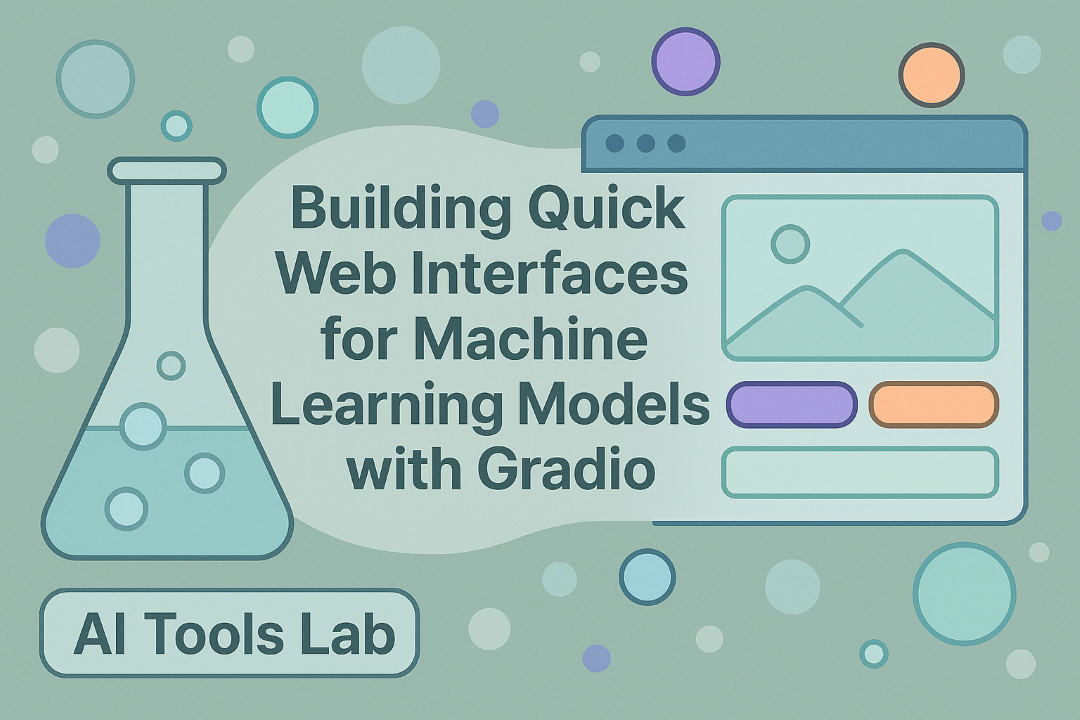 Building Quick
Web Interfaces
for Machine
Learning Models
with Gradio
AI Tools Lab